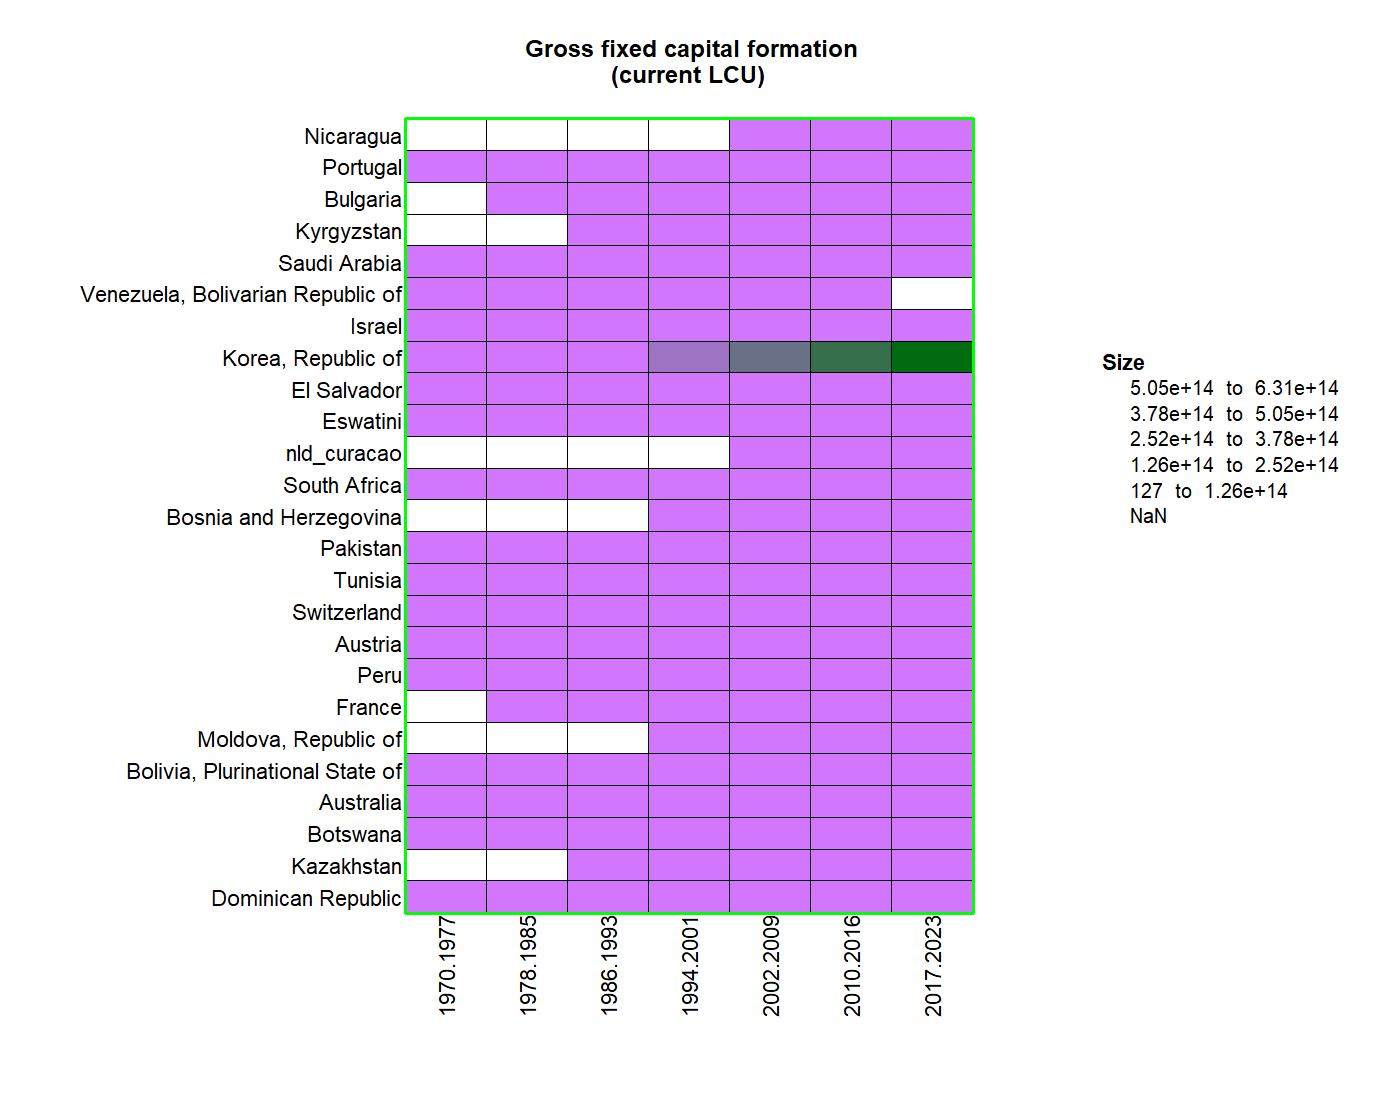 Gross fixed capital formation
(current LCU)
Nicaragua
Portugal
Bulgaria
Kyrgyzstan
Saudi Arabia
Venezuela, Bolivarian Republic of
Israel
Korea, Republic of
El Salvador
Eswatini
nld_curacao
South Africa
Bosnia and Herzegovina
Pakistan
Tunisia
Switzerland
Austria
Peru
France
Moldova, Republic of
Bolivia, Plurinational State of
Australia
Botswana
Kazakhstan
Dominican Republic
1970.1977
1978.1985
1986.1993
1994.2001
2002.2009
2010.2016
2017.2023
Size
5.05e+14 to 6.31e+14
3.78e+14 to 5.05e+14
2.52e+14 to 3.78e+14
1.26e+14 to 2.52e+14
127 to 1.26e+14
NaN